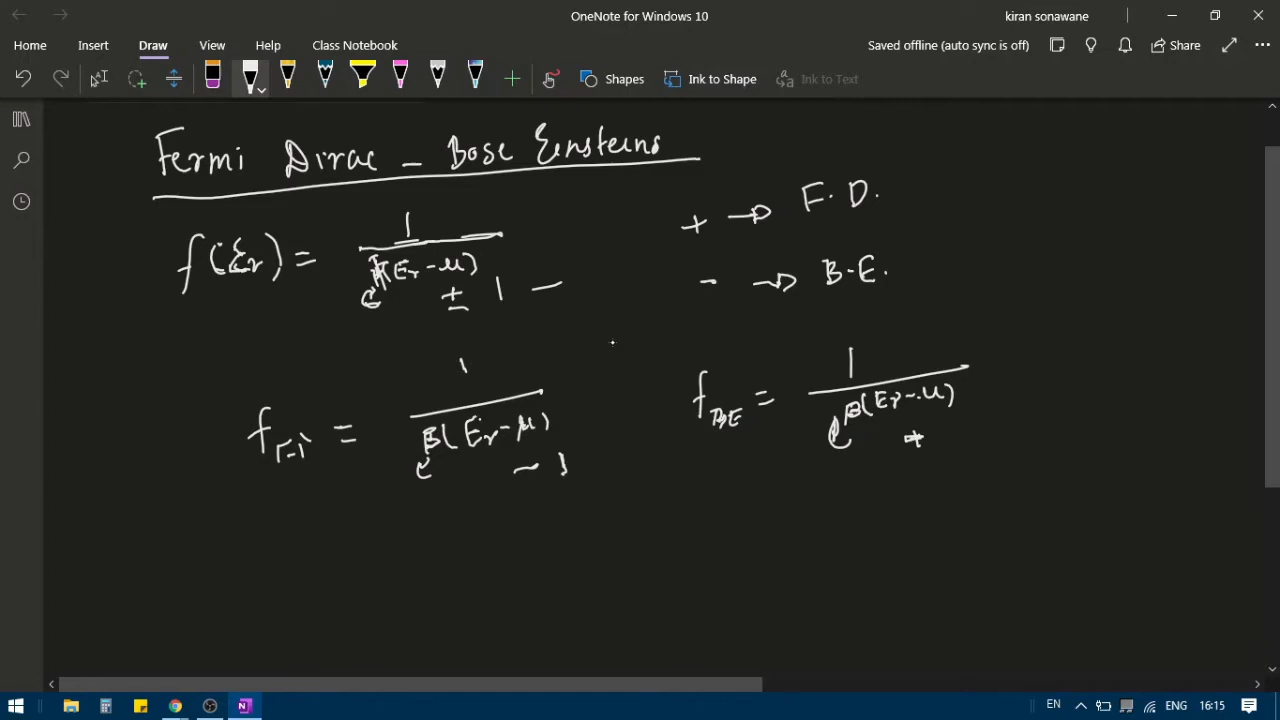 OneNote for Windows 10
kiran sonawane
Home Insert Draw View Help Class Notebook
Saved offline (auto sync is off) Share
Shapes Ink to Shape Ink to Text
Fermi Dirac - Bose Einsteins
f(Er) = 1 / e^β(Er-μ) ± 1 —
+ → F.D.
- → B.E.
f = 1 / e^β(Er-μ) - 1
f_BE = 1 / e^β(Er-μ) +
EN ENG 16:15